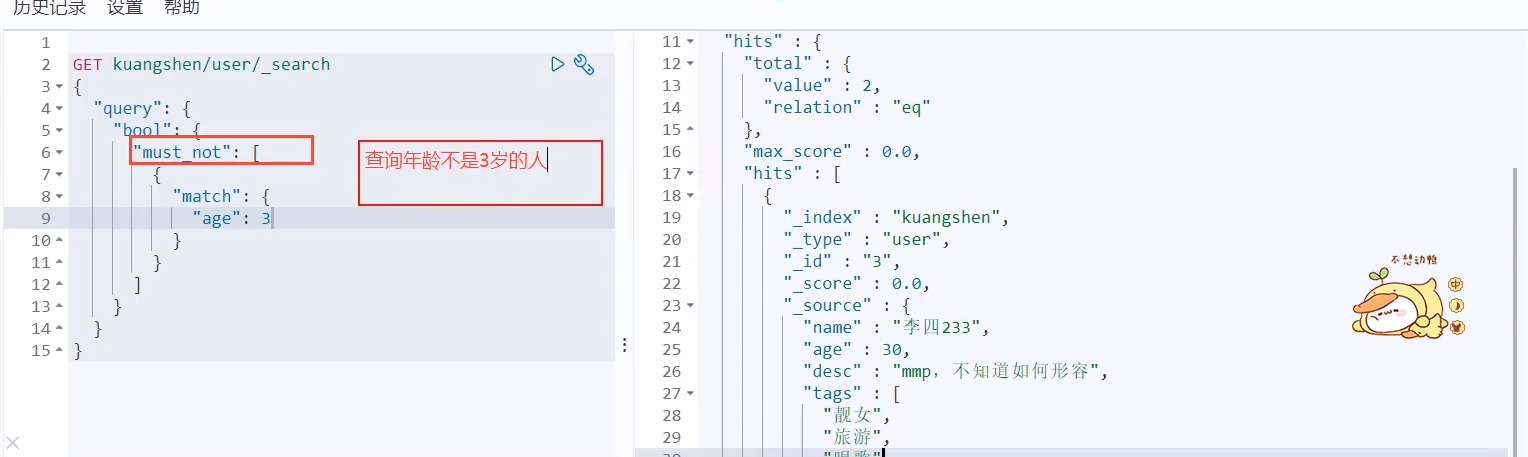 历史记录 设置 帮助
1
2 GET kuangshen/user/_search
3 {
4 "query": {
5 "bool": {
6 "must_not": [
7 {
8 "match": {
9 "age": 3
10 }
11 }
12 ]
13 }
14 }
15 }
查询年龄不是3岁的人
11 "hits" : {
12 "total" : {
13 "value" : 2,
14 "relation" : "eq"
15 },
16 "max_score" : 0.0,
17 "hits" : [
18 {
19 "_index" : "kuangshen",
20 "_type" : "user",
21 "_id" : "3",
22 "_score" : 0.0,
23 "_source" : {
24 "name" : "李四233",
25 "age" : 30,
26 "desc" : "mmp，不知道如何形容",
27 "tags" : [
28 "靓女",
29 "旅游",
30 "唱歌"
不想动鸭
中